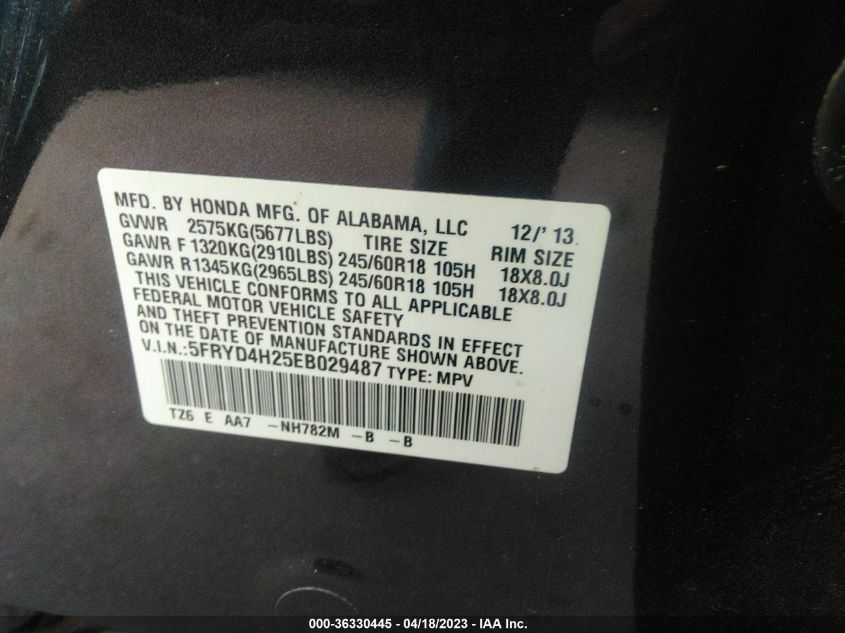 MFD. BY HONDA MFG. OF ALABAMA, LLC 12/'13
GVWR 2575KG(5677LBS) TIRE SIZE RIM SIZE
GAWR F 1320KG(2910LBS) 245/60R18 105H 18X8.0J
GAWR R1345KG(2965LBS) 245/60R18 105H 18X8.0J
THIS VEHICLE CONFORMS TO ALL APPLICABLE
FEDERAL MOTOR VEHICLE SAFETY
AND THEFT PREVENTION STANDARDS IN EFFECT
ON THE DATE OF MANUFACTURE SHOWN ABOVE.
V.I.N.:5FRYD4H25EB029487 TYPE: MPV
TZ6 E AA7 -NH782M -B -B
000-36330445 - 04/18/2023 - IAA Inc.